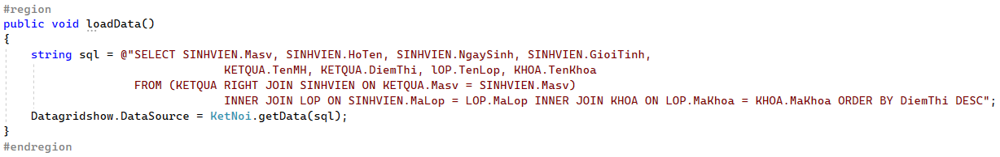 #region
public void loadData()
{
    string sql = @"SELECT SINHVIEN.Masv, SINHVIEN.HoTen, SINHVIEN.NgaySinh, SINHVIEN.GioiTinh,
                                KETQUA.TenMH, KETQUA.DiemThi, lOP.TenLop, KHOA.TenKhoa
                   FROM (KETQUA RIGHT JOIN SINHVIEN ON KETQUA.Masv = SINHVIEN.Masv)
                                INNER JOIN LOP ON SINHVIEN.MaLop = LOP.MaLop INNER JOIN KHOA ON LOP.MaKhoa = KHOA.MaKhoa ORDER BY DiemThi DESC";
    Datagridshow.DataSource = KetNoi.getData(sql);
}
#endregion